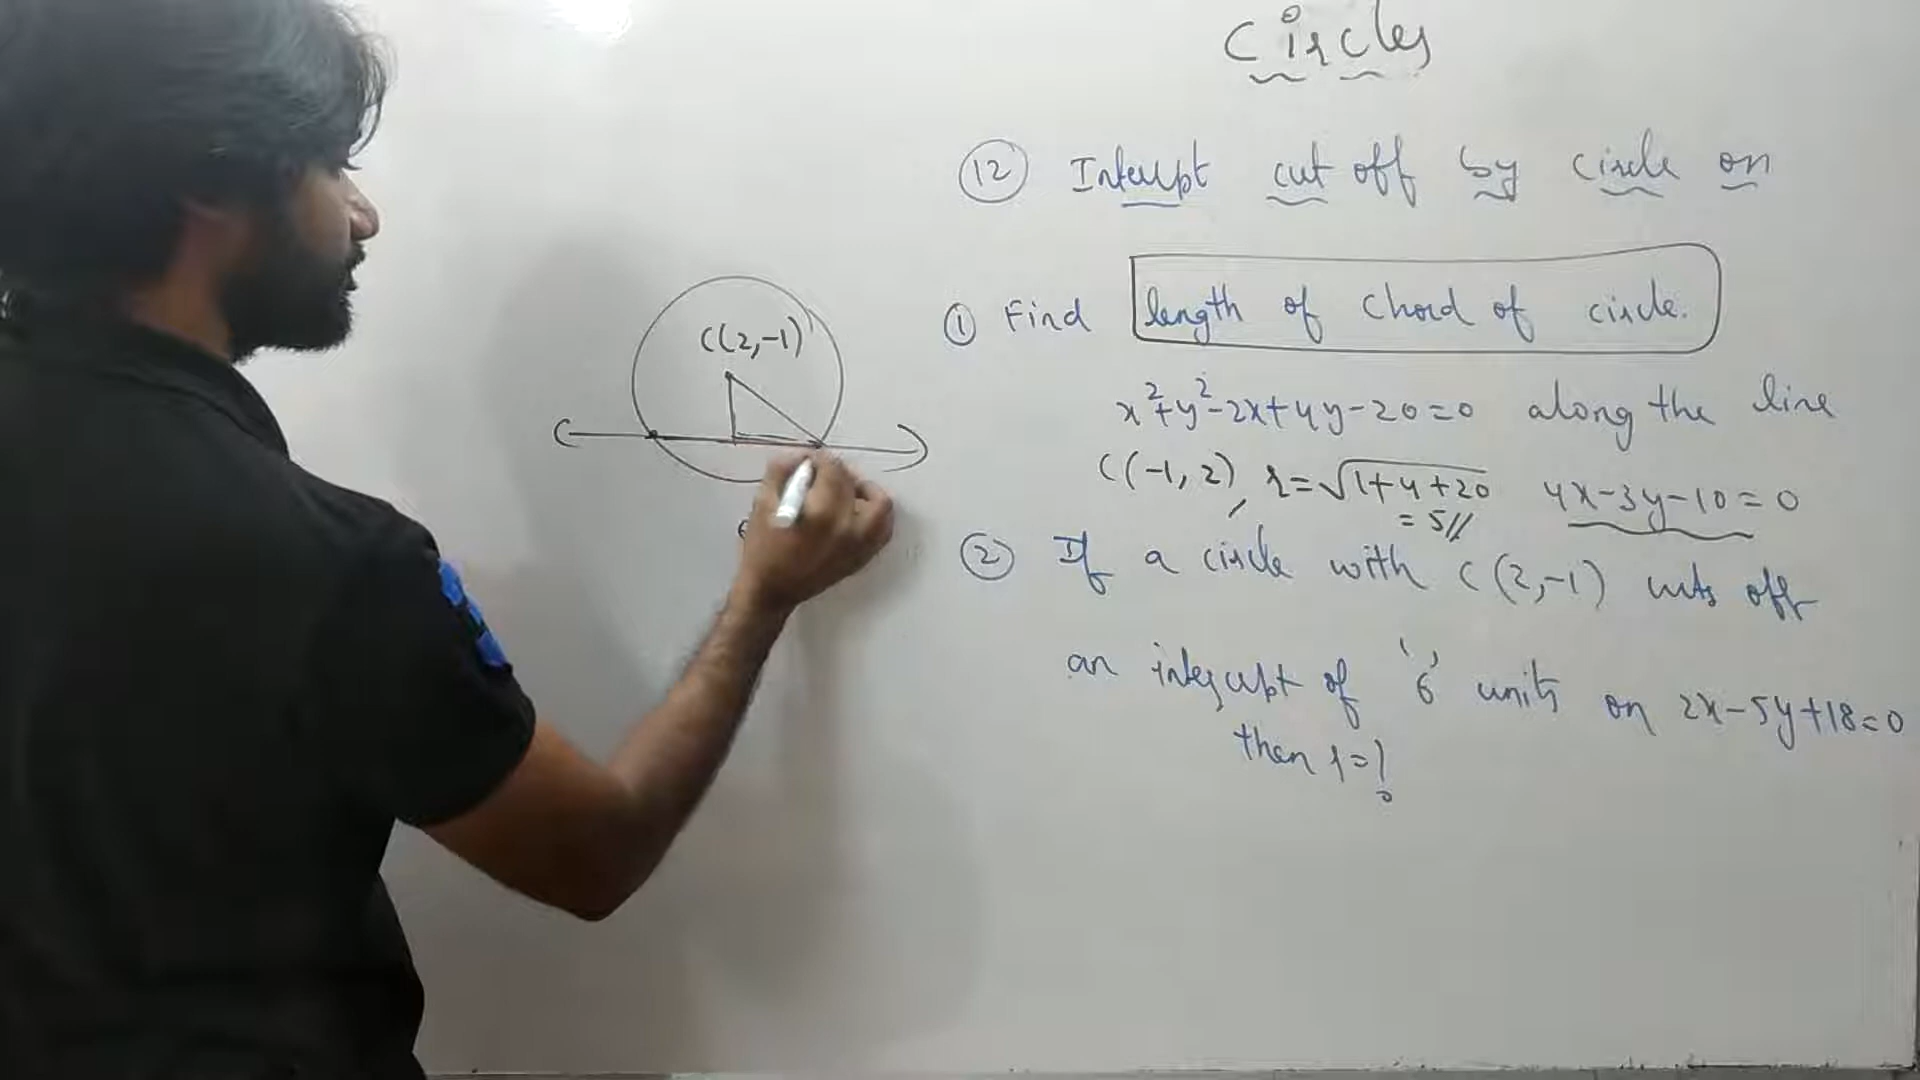 Circles
(12) Intercept cut off by circle on
(1) Find length of Chord of circle.
x²+y²-2x+4y-20=0 along the line
C(-1, 2), r=√1+4+20 4x-3y-10=0
= 5//
(2) If a circle with C(2,-1) cuts off
an intercept of '6' units on 2x-5y+18=0
then r=?
C(2,-1)